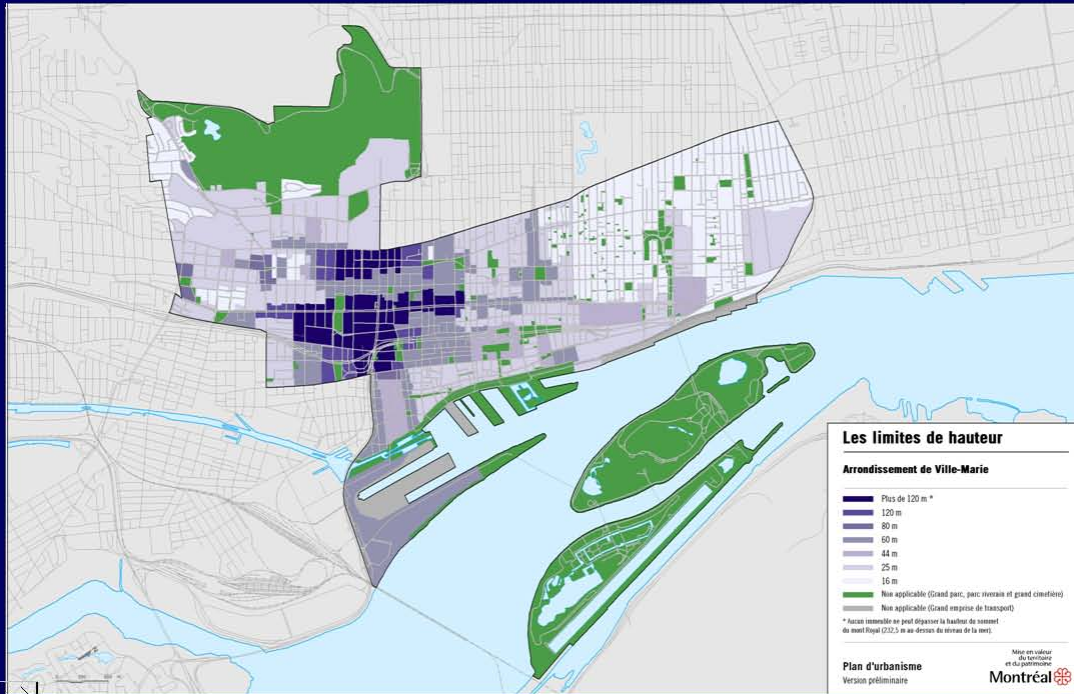 Les limites de hauteur
Arrondissement de Ville-Marie
Plus de 120 m *
120 m
80 m
60 m
44 m
25 m
16 m
Non applicable (Grand parc, parc riverain et grand cimetière)
Non applicable (Grand emprise de transport)
* Aucun immeuble ne peut dépasser la hauteur du sommet
du mont Royal (232,5 m au-dessus du niveau de la mer).
Plan d'urbanisme
Version préliminaire
Mise en valeur
du territoire
et du patrimoine
Montréal